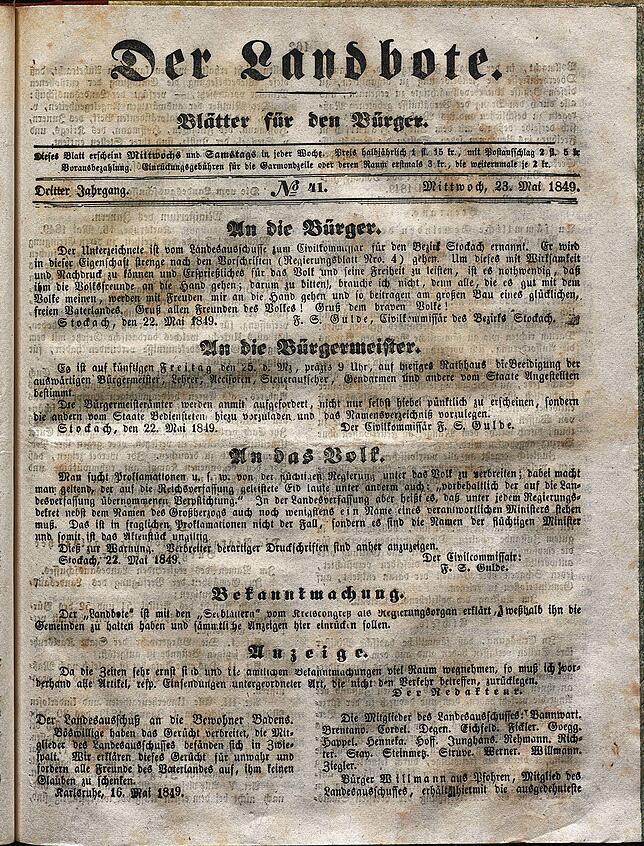 Der Landbote.
Blätter für den Bürger.
Dieses Blatt erscheint Mittwochs und Samstags in jeder Woche. Preis halbjährlich 1 fl. 15 kr., mit Postaufschlag 2 fl. 5 k
Vorausbezahlung. Einrückungsgebühren für die Garmondzeile oder deren Raum erstmals 3 kr., die weiternmale je 2 kr.
Dritter Jahrgang. No 41. Mittwoch, 23. Mai 1849.
An die Bürger.
Der Unterzeichnete ist vom Landesausschusse zum Civilkommissar für den Bezirk Stockach ernannt. Er wird
in dieser Eigenschaft strenge nach den Vorschriften (Regierungsblatt Nro. 4) gehen. Um dieses mit Wirksamkeit
und Nachdruck zu können und Ersprießliches für das Volk und seine Freiheit zu leisten, ist es nothwendig, daß
ihm die Volksfreunde an die Hand gehen; darum zu bitten, brauche ich nicht, denn alle, die es gut mit dem
Volke meinen, werden mit Freuden mir an die Hand gehen und so beitragen am großen Bau eines glücklichen,
freien Vaterlandes. Gruß allen Freunden des Volkes! Gruß dem braven Volke!
Stockach, den 22. Mai 1849. F. S. Gulde, Civilkommissär des Bezirks Stockach.
An die Bürgermeister.
Es ist auf künftigen Freitag den 25. d. Mz, präzis 9 Uhr, auf hiesiges Rathhaus die Beeidigung der
auswärtigen Bürgermeister, Lehrer, Acisoren, Steueraufseher, Gendarmen und andere vom Staate Angestellten
bestimmt.
Die Bürgermeisterämter werden anmit aufgefordert, nicht nur selbst hiebei pünktlich zu erscheinen, sondern
die andern vom Staate Bediensteten hiezu vorzuladen und das Namensverzeichniß vorzulegen.
Stockach, den 22. Mai 1849. Der Civilkommissär F. S. Gulde.
An das Volk.
Man sucht Proklamationen u. s. w. von der flüchtigen Regierung unter das Volk zu verbreiten; dabei macht
man geltend, der auf die Reichsverfassung geleistete Eid laute unter andern auch: „vorbehaltlich der auf die Lan-
desverfassung übernommenen Verpflichtung." In der Landesverfassung aber heißt es, daß unter jedem Regierungs-
dekret nebst dem Namen des Großherzogs auch noch wenigstens ein Name eines verantwortlichen Ministers stehen
muß. Das ist in fraglichen Proklamationen nicht der Fall, sondern es sind die Namen der flüchtigen Minister
und somit ist das Aktenstück ungiltig.
Dieß zur Warnung. Verbreiter derartiger Druckschriften sind anher anzuzeigen.
Stockach, 22. Mai 1849. Der Civilcommissär:
F. S. Gulde.
Bekanntmachung.
Der „Landbote" ist mit den „Seeblättern" vom Kreiscongreß als Regierungsorgan erklärt, weßhalb ihn die
Gemeinden zu halten haben und sämmtliche Anzeigen hier einrücken sollen.
Anzeige.
Da die Zeiten sehr ernst sind und die amtlichen Bekanntmachungen viel Raum wegnehmen, so muß ich vor-
derhand alle Artikel, resp. Einsendungen untergeordneter Art, die nicht den Verkehr betreffen, zurücklegen.
Der Redakteur.
Der Landesausschuß an die Bewohner Badens.
Böswillige haben das Gerücht verbreitet, die Mit-
glieder des Landesausschusses befänden sich in Zwie-
spalt. Wir erklären dieses Gerücht für unwahr und
fordern alle Freunde des Vaterlandes auf, ihm keinen
Glauben zu schenken.
Karlsruhe, 16. Mai 1849.
Die Mitglieder des Landesausschusses: Bannwart.
Brentano. Cordel. Degen. Eichfeld. Fickler. Goegg.
Happel. Henneka. Hoff. Junghans. Rehmann. Rich-
ter. Stay. Steinmetz. Struve. Werner. Willmann.
Ziegler.
Bürger Willmann aus Pfohren, Mitglied des
Landesausschusses, erhält hiermit die ausgedehnteste